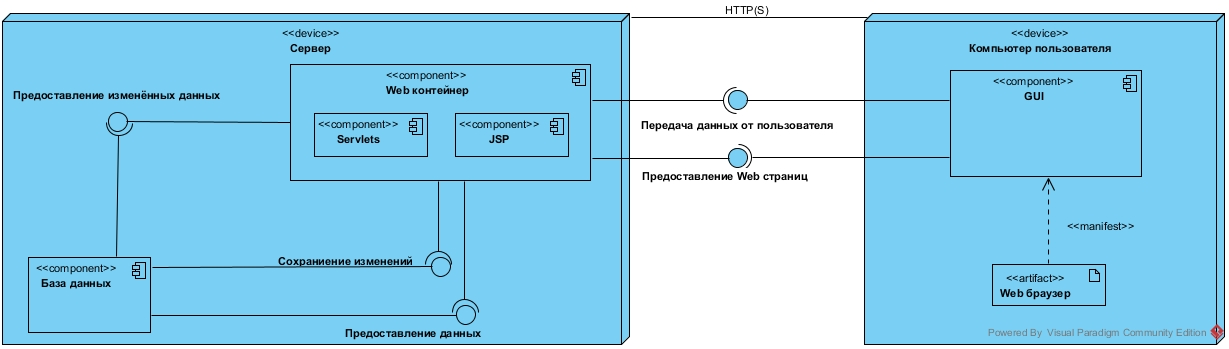 HTTP(S)
<<device>>
Сервер
<<component>>
Web контейнер
<<component>>
Servlets
<<component>>
JSP
Предоставление изменённых данных
<<component>>
База данных
Сохраниение изменений
Предоставление данных
Передача данных от пользователя
Предоставление Web страниц
<<device>>
Компьютер пользователя
<<component>>
GUI
<<manifest>>
<<artifact>>
Web браузер
Powered By Visual Paradigm Community Edition